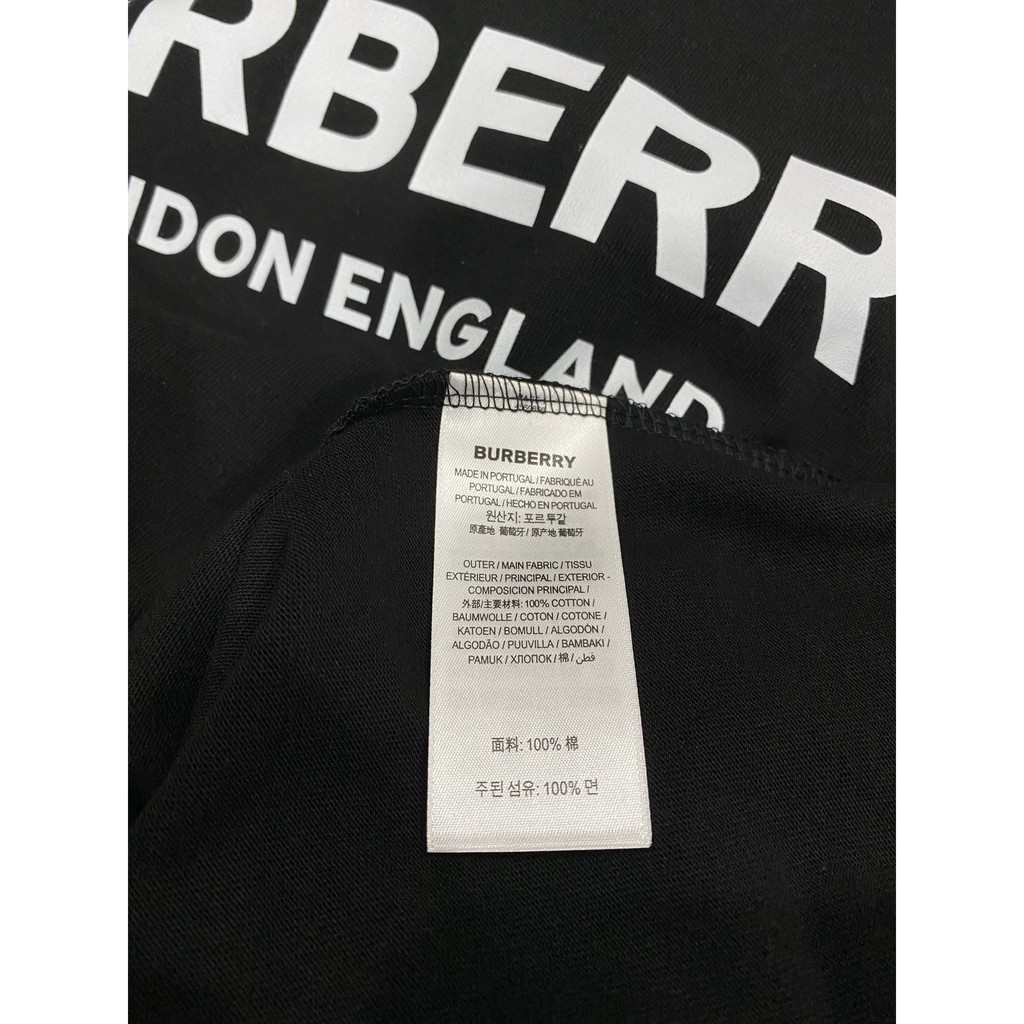 RBERR
NDON ENGLAND
BURBERRY
MADE IN PORTUGAL / FABRIQUÉ AU
PORTUGAL / FABRICADO EM
PORTUGAL / HECHO EN PORTUGAL
원산지: 포르투갈
原產地 葡萄牙 / 原产地 葡萄牙
OUTER / MAIN FABRIC / TISSU
EXTÉRIEUR / PRINCIPAL / EXTERIOR -
COMPOSICION PRINCIPAL /
外部/主要材料: 100% COTTON /
BAUMWOLLE / COTON / COTONE /
KATOEN / BOMULL / ALGODÓN /
ALGODÃO / PUUVILLA / BAMBAKI /
PAMUK / ХЛОПОК / 棉 / قطن
面料: 100% 棉
주된 섬유: 100% 면